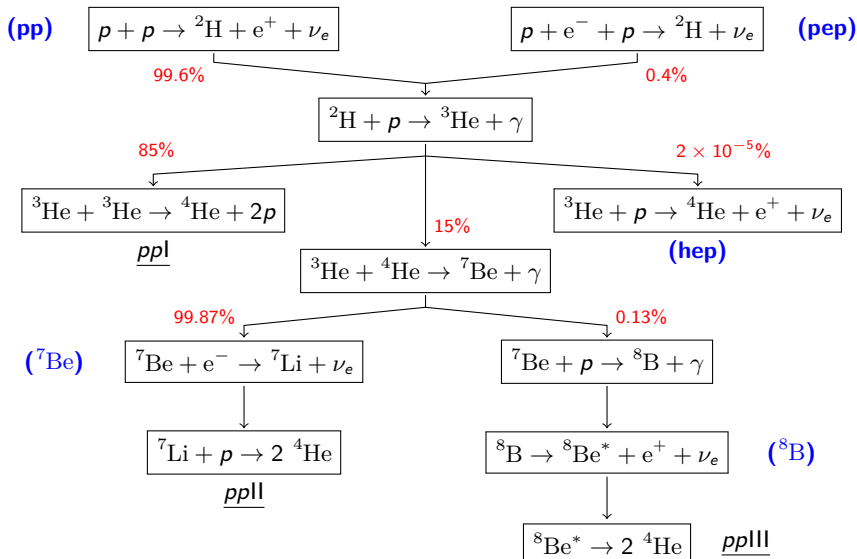 (pp) p + p → ²H + e⁺ + νₑ p + e⁻ + p → ²H + νₑ (pep)
99.6% 0.4%
²H + p → ³He + γ
85% 2 × 10⁻⁵%
³He + ³He → ⁴He + 2p ³He + p → ⁴He + e⁺ + νₑ
ppI 15% (hep)
³He + ⁴He → ⁷Be + γ
99.87% 0.13%
(⁷Be) ⁷Be + e⁻ → ⁷Li + νₑ ⁷Be + p → ⁸B + γ
⁷Li + p → 2 ⁴He ⁸B → ⁸Be* + e⁺ + νₑ (⁸B)
ppII
⁸Be* → 2 ⁴He ppIII